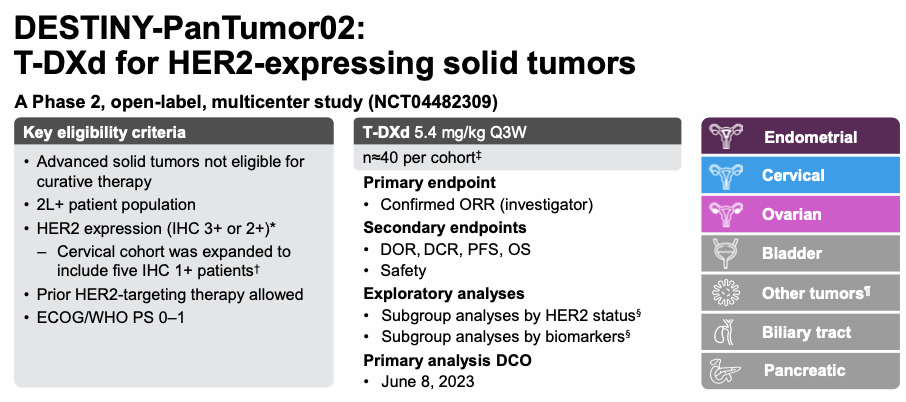 DESTINY-PanTumor02:
T-DXd for HER2-expressing solid tumors
A Phase 2, open-label, multicenter study (NCT04482309)
Key eligibility criteria
• Advanced solid tumors not eligible for
curative therapy
• 2L+ patient population
• HER2 expression (IHC 3+ or 2+)*
– Cervical cohort was expanded to
include five IHC 1+ patients†
• Prior HER2-targeting therapy allowed
• ECOG/WHO PS 0–1
T-DXd 5.4 mg/kg Q3W
n≈40 per cohort‡
Primary endpoint
• Confirmed ORR (investigator)
Secondary endpoints
• DOR, DCR, PFS, OS
• Safety
Exploratory analyses
• Subgroup analyses by HER2 status§
• Subgroup analyses by biomarkers§
Primary analysis DCO
• June 8, 2023
Endometrial
Cervical
Ovarian
Bladder
Other tumors¶
Biliary tract
Pancreatic